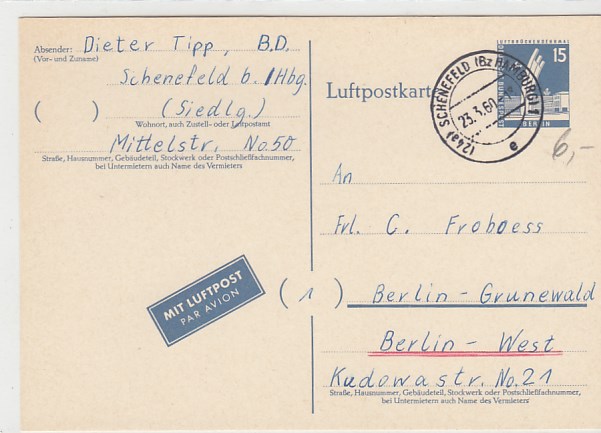 Absender: Dieter Tipp, B.D.
(Vor- und Zuname)
Schenefeld b./Hbg.
( ) (Siedlg.)
Wohnort, auch Zustell- oder Leitpostamt
Mittelstr, No.50
Straße, Hausnummer, Gebäudeteil, Stockwerk oder Postschließfachnummer,
bei Untermietern auch Name des Vermieters
MIT LUFTPOST
PAR AVION
Luftpostkarte
LUFTBRÜCKENDENKMAL
15
BERLIN
SCHENEFELD (Bz HAMBURG) 1
23.3.60
e
6,-
An
Frl. C. Froboess
(1) Berlin-Grunewald
Berlin-West
Kudowastr. No.21
Straße, Hausnummer, Gebäudeteil, Stockwerk oder Postschließfachnummer,
bei Untermietern auch Name des Vermieters